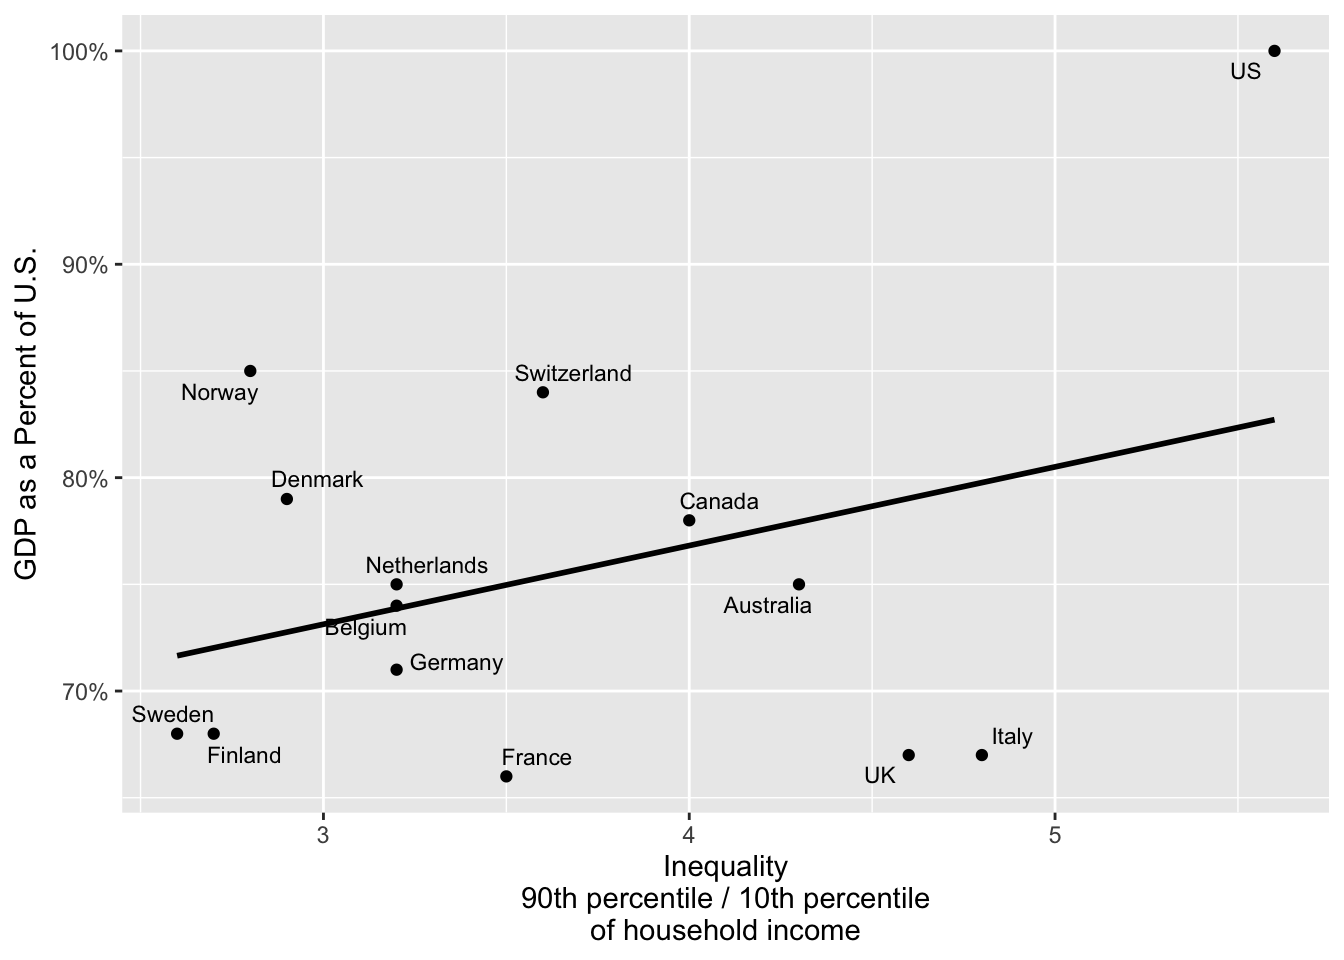 100%
US
90%
GDP as a Percent of U.S.
Switzerland
Norway
80%
Denmark
Canada
Netherlands
Australia
Belgium
Germany
70%
Sweden
Finland
France
Italy
UK
3
4
5
Inequality
90th percentile / 10th percentile
of household income